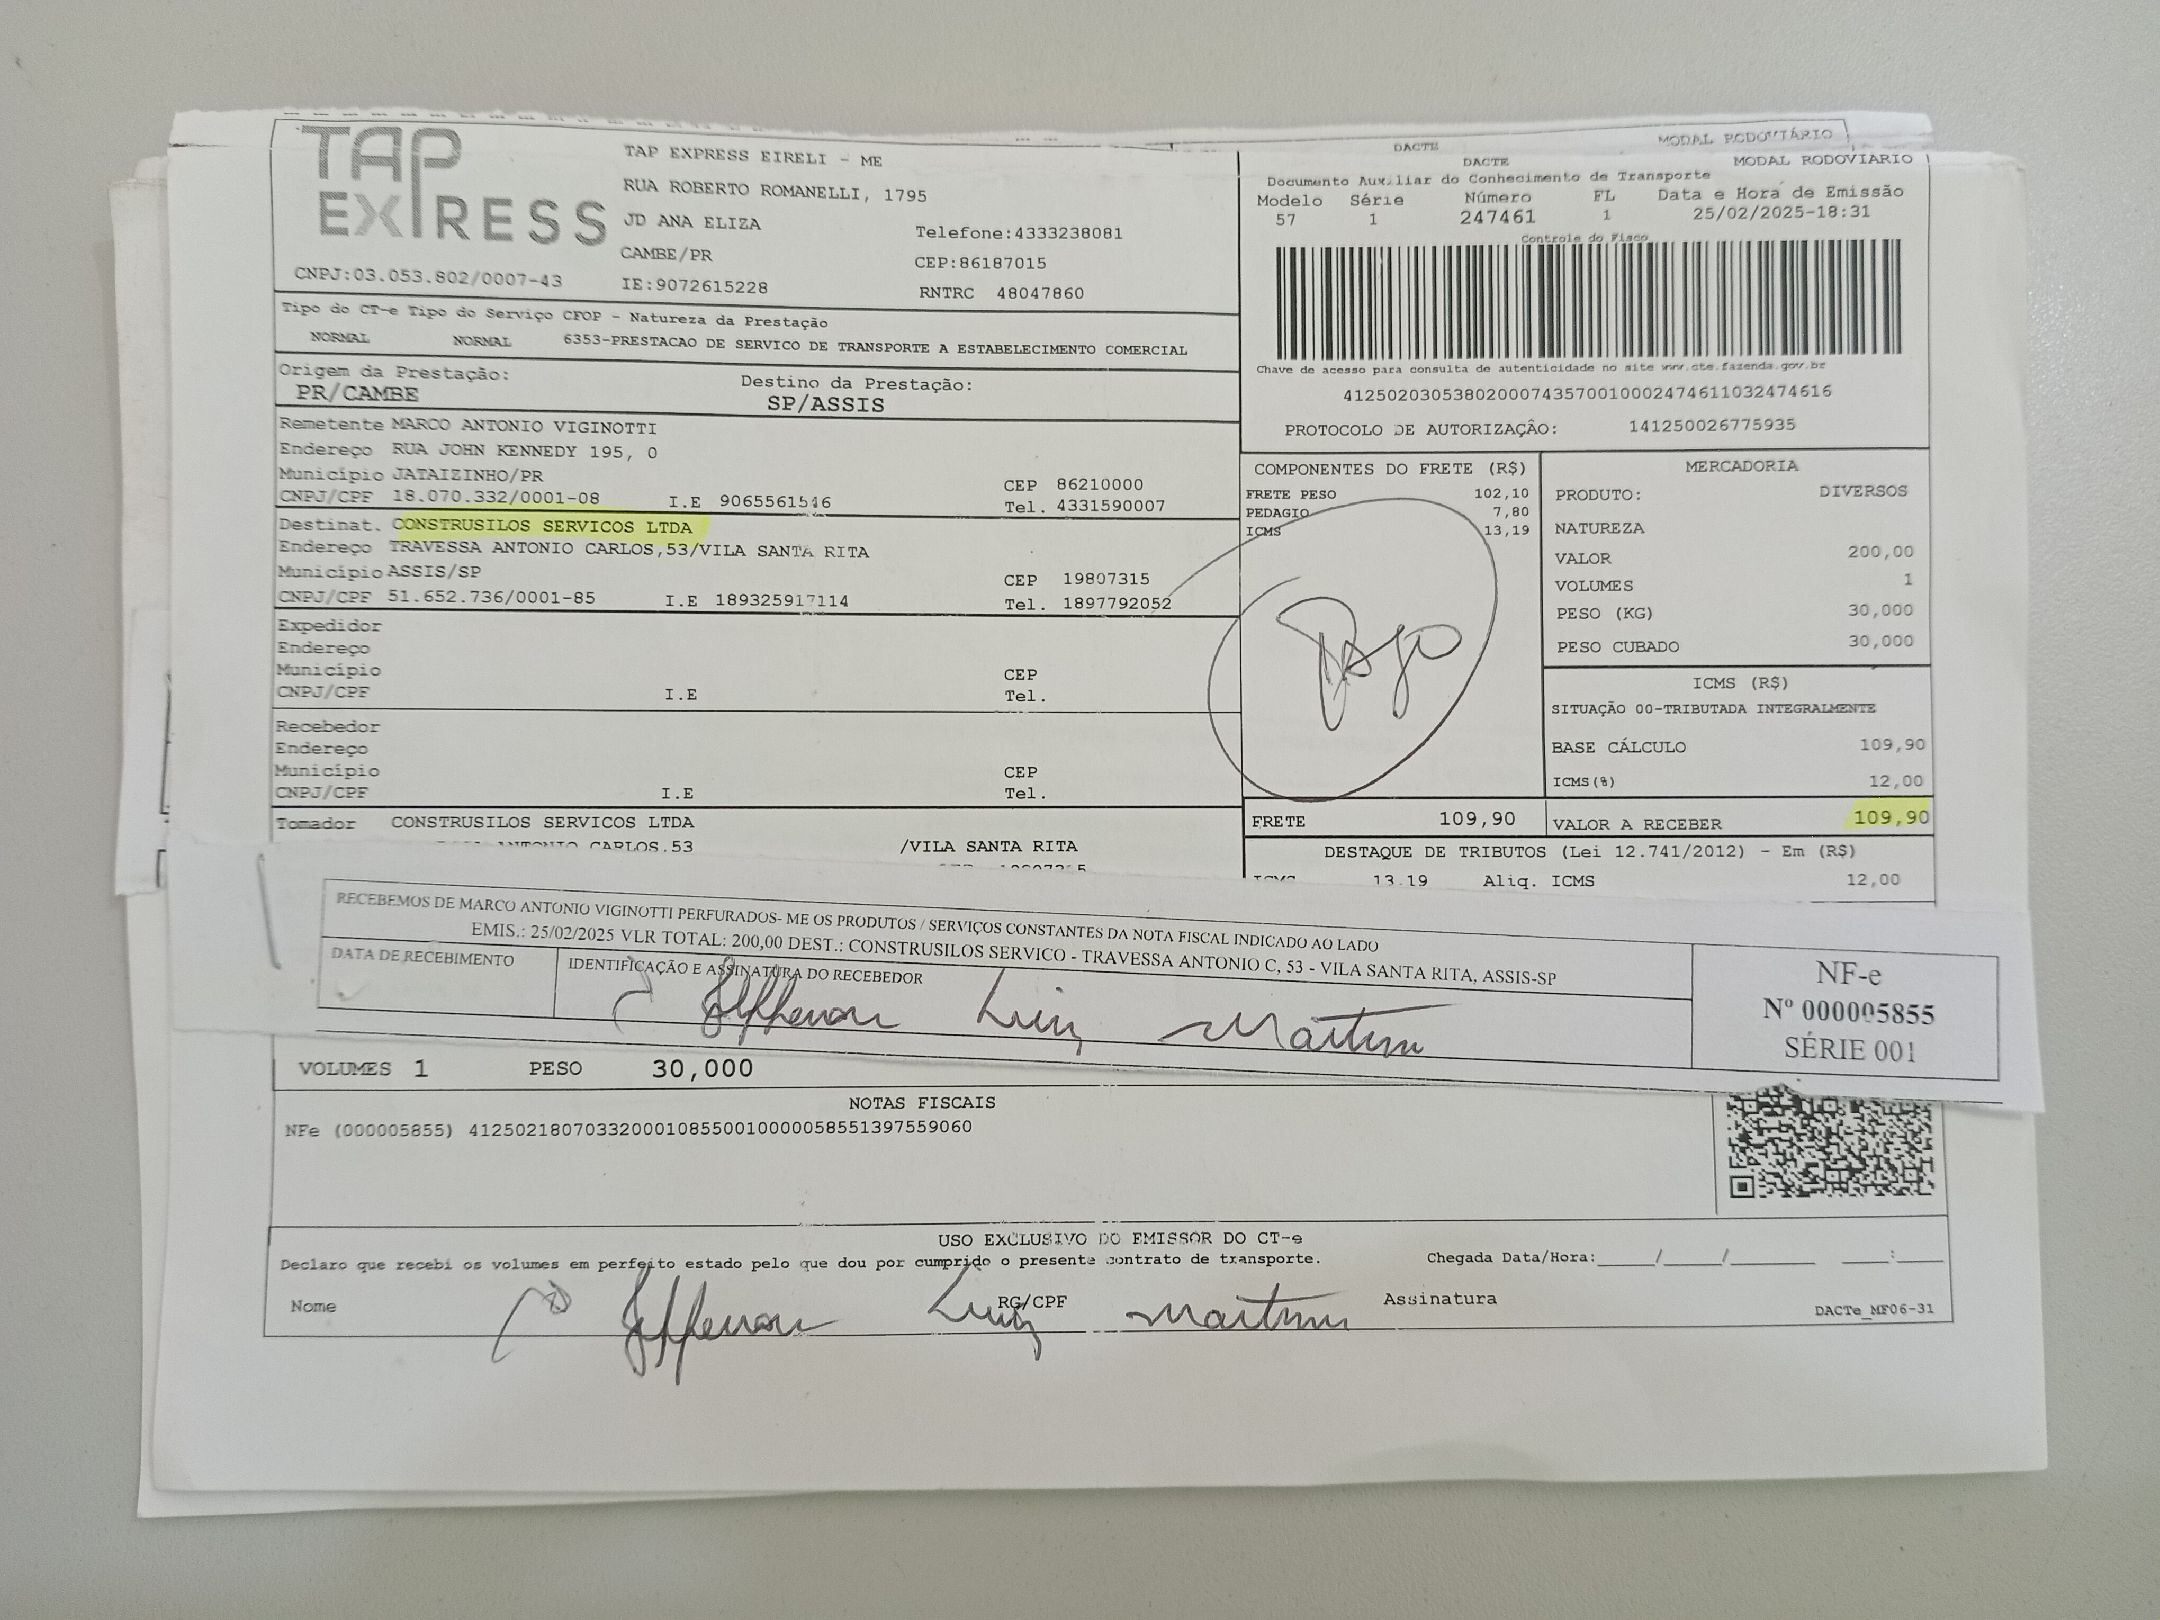 TAP EXPRESS
TAP EXPRESS EIRELI - ME
RUA ROBERTO ROMANELLI, 1795
JD ANA ELIZA
CAMBE/PR
IE:9072615228
Telefone:4333238081
CEP:86187015
RNTRC 48047860
CNPJ:03.053.802/0007-43
DACTE
MODAL RODOVIÁRIO
DACTE
MODAL RODOVIARIO
Documento Auxiliar do Conhecimento de Transporte
Modelo Série Número FL Data e Hora de Emissão
57 1 247461 1 25/02/2025-18:31
Controle do Fisco
Chave de acesso para consulta de autenticidade no site www.cte.fazenda.gov.br
41250203053802000743570010002474611032474616
PROTOCOLO DE AUTORIZAÇÃO: 141250026775935
Tipo do CT-e Tipo do Serviço CFOP - Natureza da Prestação
NORMAL NORMAL 6353-PRESTACAO DE SERVICO DE TRANSPORTE A ESTABELECIMENTO COMERCIAL
Origem da Prestação: Destino da Prestação:
PR/CAMBE SP/ASSIS
Remetente MARCO ANTONIO VIGINOTTI
Endereço RUA JOHN KENNEDY 195, 0
Município JATAIZINHO/PR CEP 86210000
CNPJ/CPF 18.070.332/0001-08 I.E 9065561546 Tel. 4331590007
Destinat. CONSTRUSILOS SERVICOS LTDA
Endereço TRAVESSA ANTONIO CARLOS,53/VILA SANTA RITA
Município ASSIS/SP CEP 19807315
CNPJ/CPF 51.652.736/0001-85 I.E 189325917114 Tel. 1897792052
Expedidor
Endereço
Município CEP
CNPJ/CPF I.E Tel.
Recebedor
Endereço
Município CEP
CNPJ/CPF I.E Tel.
Tomador CONSTRUSILOS SERVICOS LTDA
ANTONIO CARLOS,53 /VILA SANTA RITA
COMPONENTES DO FRETE (R$)
FRETE PESO 102,10
PEDAGIO 7,80
ICMS 13,19
Pago
MERCADORIA
PRODUTO: DIVERSOS
NATUREZA
VALOR 200,00
VOLUMES 1
PESO (KG) 30,000
PESO CUBADO 30,000
ICMS (R$)
SITUAÇÃO 00-TRIBUTADA INTEGRALMENTE
BASE CÁLCULO 109,90
ICMS(%) 12,00
FRETE 109,90 VALOR A RECEBER 109,90
DESTAQUE DE TRIBUTOS (Lei 12.741/2012) - Em (R$)
ICMS 13,19 Aliq. ICMS 12,00
RECEBEMOS DE MARCO ANTONIO VIGINOTTI PERFURADOS- ME OS PRODUTOS / SERVIÇOS CONSTANTES DA NOTA FISCAL INDICADO AO LADO
EMIS.: 25/02/2025 VLR TOTAL: 200,00 DEST.: CONSTRUSILOS SERVICO - TRAVESSA ANTONIO C, 53 - VILA SANTA RITA, ASSIS-SP
DATA DE RECEBIMENTO IDENTIFICAÇÃO E ASSINATURA DO RECEBEDOR
Jefferson Luiz Martins
NF-e
Nº 000005855
SÉRIE 001
VOLUMES 1 PESO 30,000
NOTAS FISCAIS
NFe (000005855) 41250218070332000108550010000058551397559060
USO EXCLUSIVO DO EMISSOR DO CT-e
Declaro que recebi os volumes em perfeito estado pelo que dou por cumprido o presente contrato de transporte. Chegada Data/Hora:_____/_____/_______ ____:____
Nome RG/CPF Assinatura
Jefferson Luiz Martins
DACTe_MF06-31